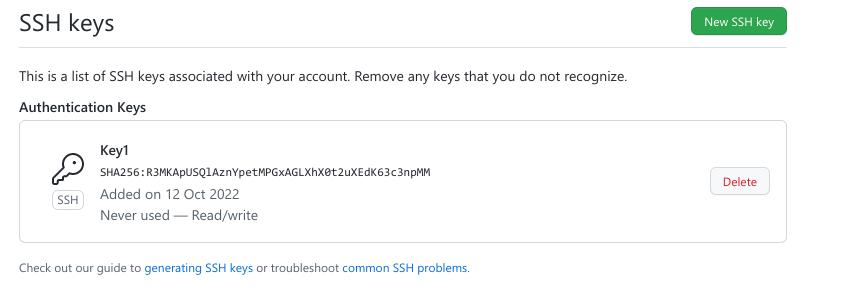 SSH keys
New SSH key
This is a list of SSH keys associated with your account. Remove any keys that you do not recognize.
Authentication Keys
Key1
SHA256:R3MKApUSQlAznYpetMPGxAGLXhX0t2uXEdK63c3npMM
Added on 12 Oct 2022
Never used — Read/write
SSH
Delete
Check out our guide to generating SSH keys or troubleshoot common SSH problems.